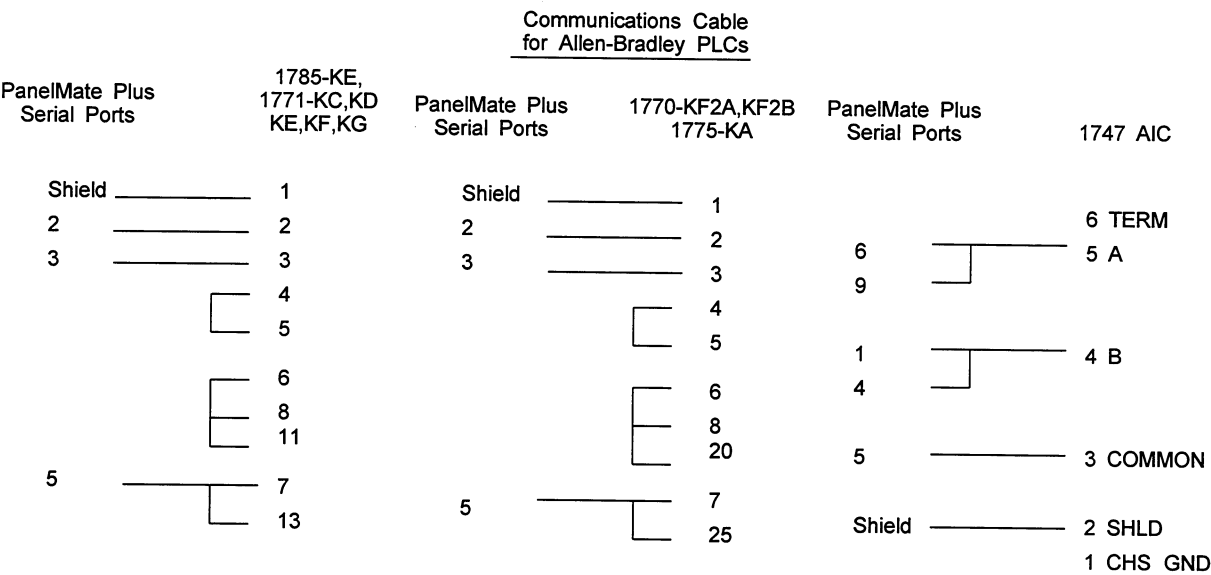 Communications Cable
for Allen-Bradley PLCs
PanelMate Plus
Serial Ports
1785-KE,
1771-KC,KD
KE,KF,KG
Shield 1
2 2
3 3
4
5
6
8
11
5 7
13
PanelMate Plus
Serial Ports
1770-KF2A,KF2B
1775-KA
Shield 1
2 2
3 3
4
5
6
8
20
5 7
25
PanelMate Plus
Serial Ports
1747 AIC
6 TERM
6 5 A
9
1 4 B
4
5 3 COMMON
Shield 2 SHLD
1 CHS GND